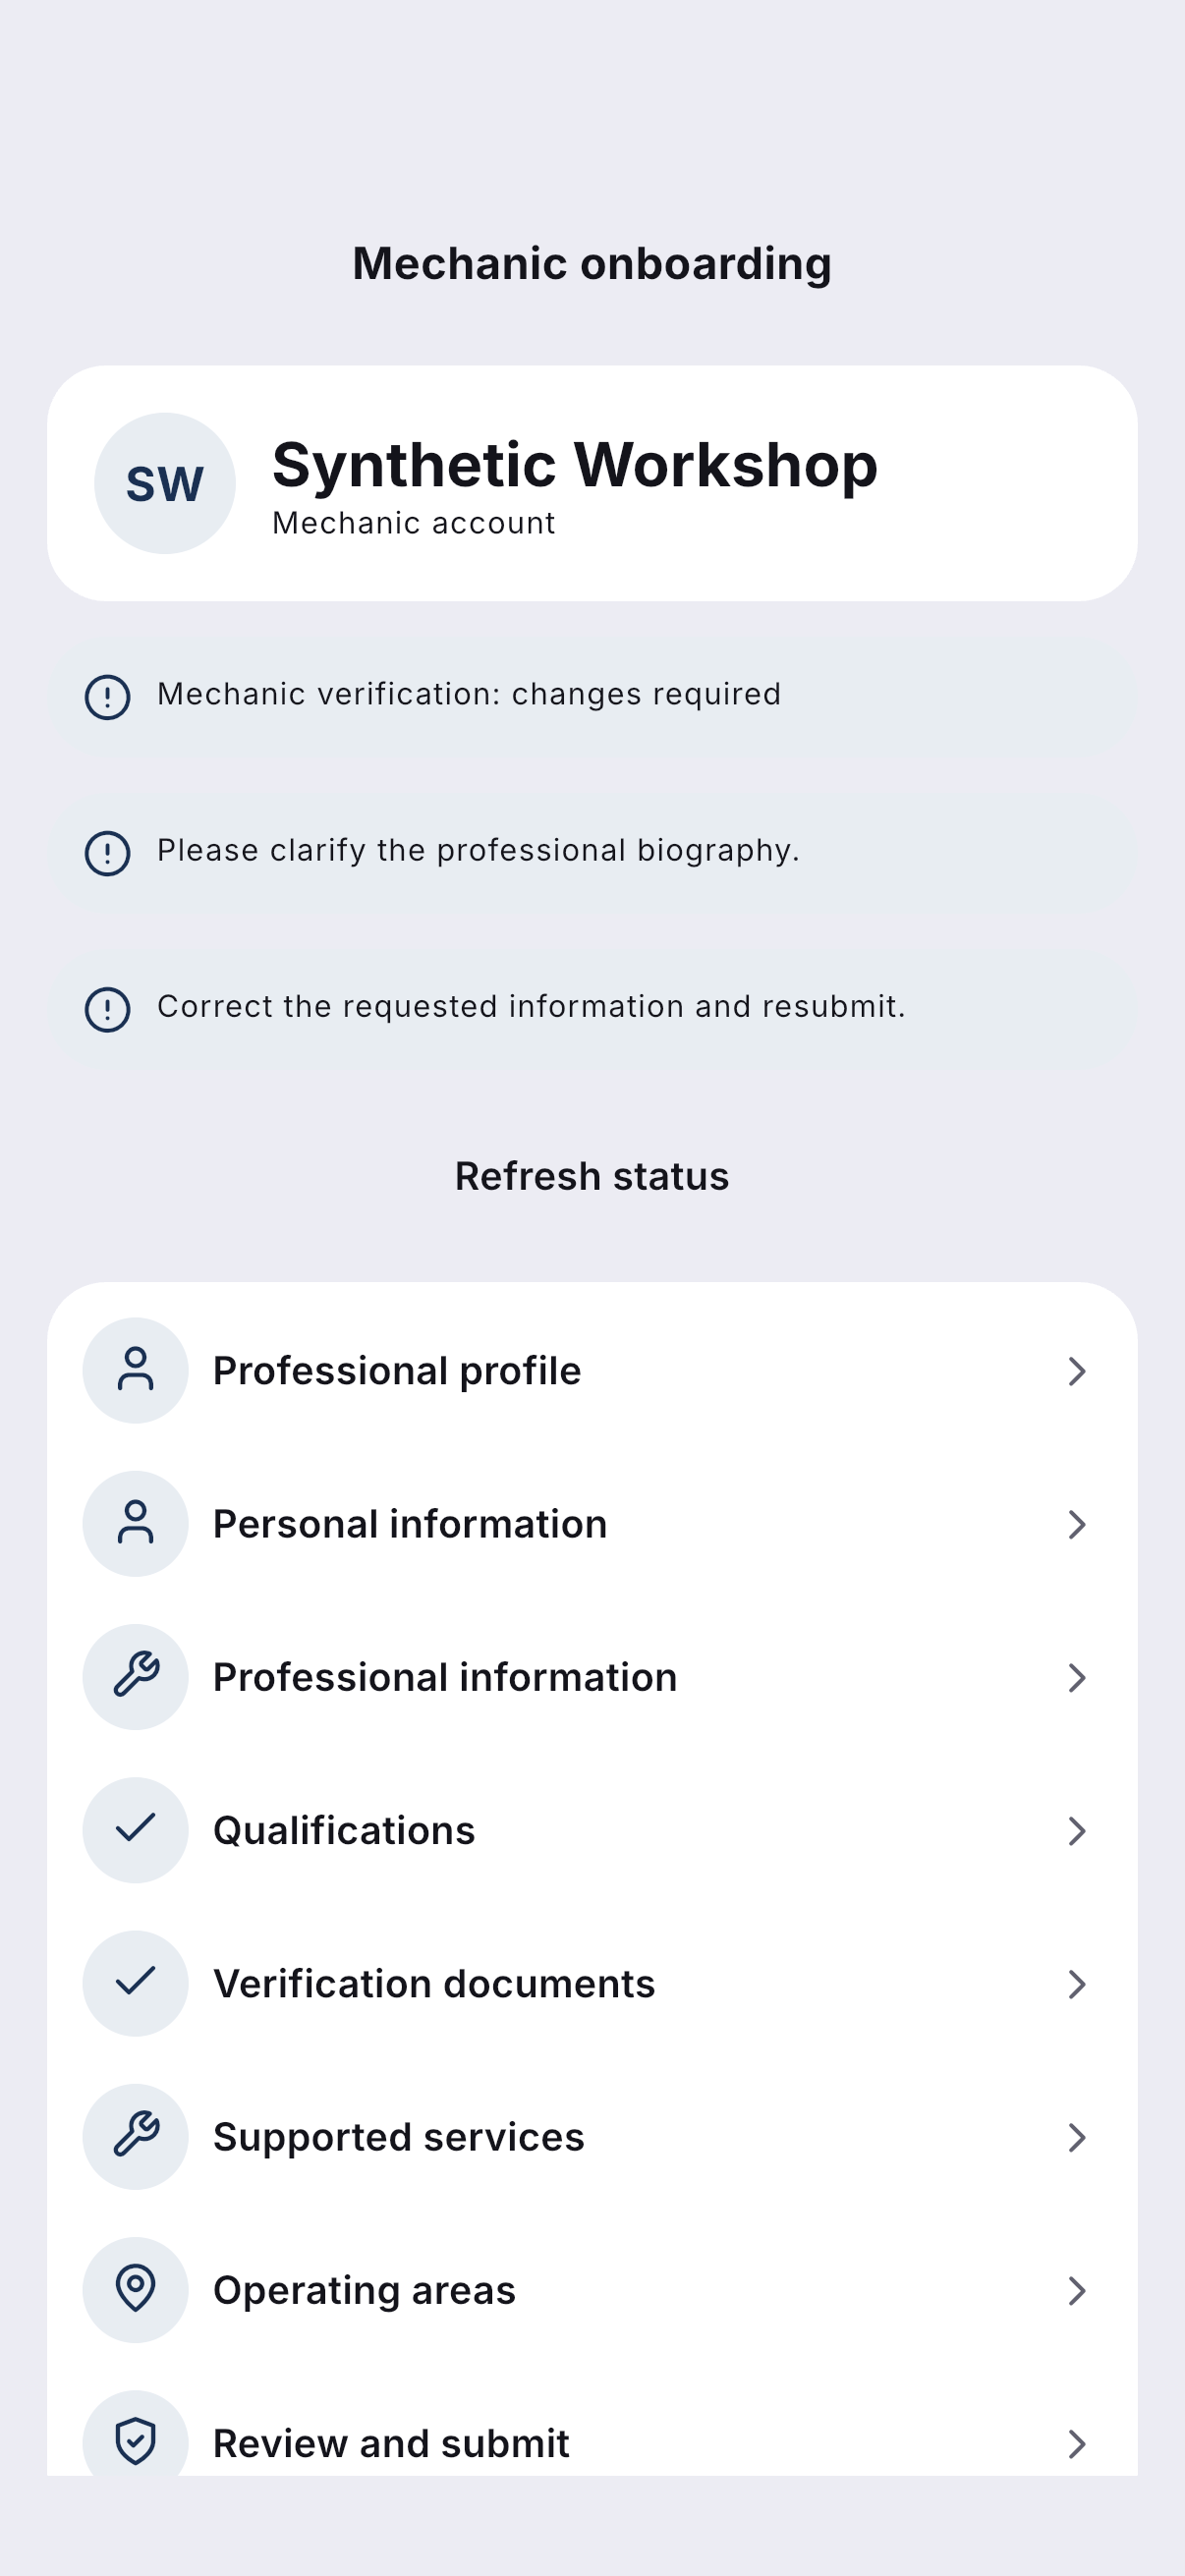 Mechanic onboarding
SW
Synthetic Workshop
Mechanic account
Mechanic verification: changes required
Please clarify the professional biography.
Correct the requested information and resubmit.
Refresh status
Professional profile
Personal information
Professional information
Qualifications
Verification documents
Supported services
Operating areas
Review and submit